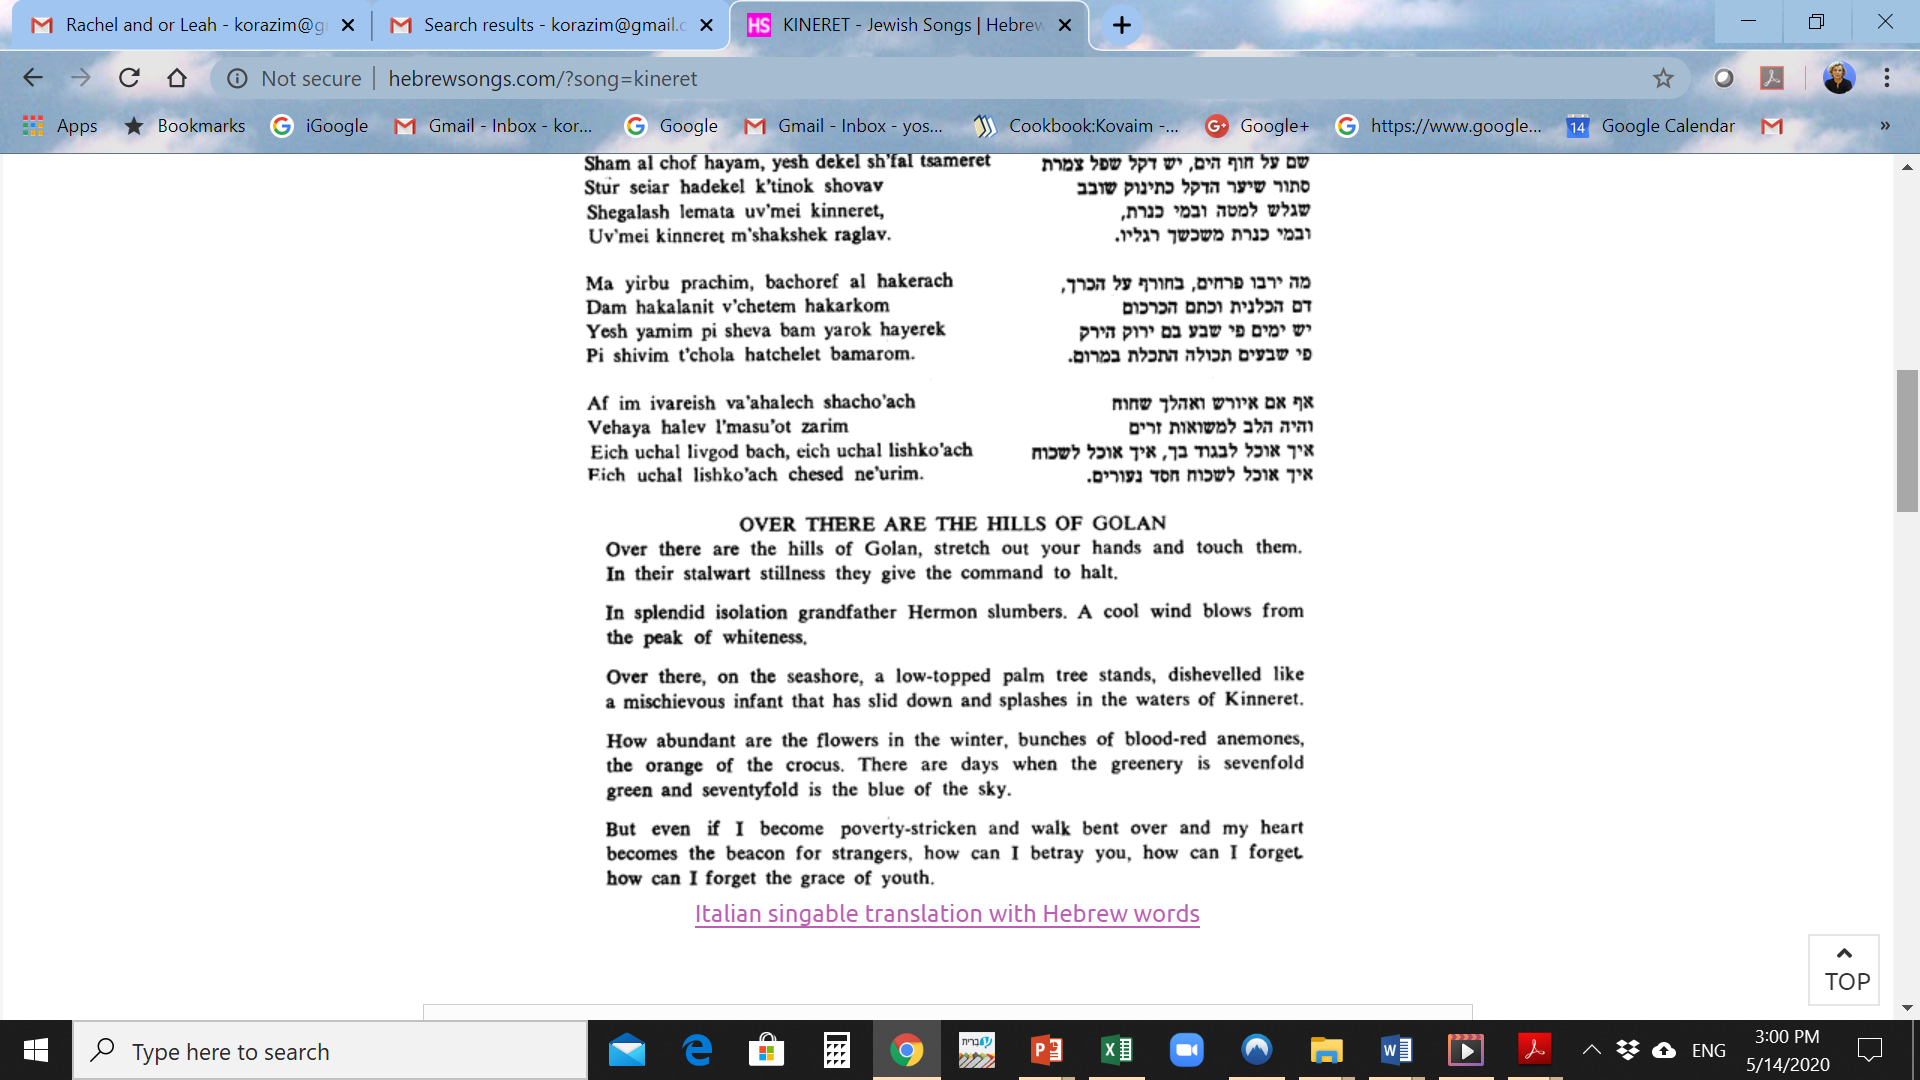 Rachel and or Leah - korazim@g
Search results - korazim@gmail.c
HS KINERET - Jewish Songs | Hebrew
Not secure hebrewsongs.com/?song=kineret
Apps Bookmarks iGoogle Gmail - Inbox - kor... Google Gmail - Inbox - yos... Cookbook:Kovaim -... Google+ https://www.google... 14 Google Calendar »
Sham al chof hayam, yesh dekel sh'fal tsameret
Stur seiar hadekel k'tinok shovav
Shegalash lemata uv'mei kinneret,
Uv'mei kinneret m'shakshek raglav.
שם על חוף הים, יש דקל שפל צמרת
סתור שיער הדקל כתינוק שובב
שגלש למטה ובמי כנרת,
ובמי כנרת משכשך רגליו.
Ma yirbu prachim, bachoref al hakerach
Dam hakalanit v'chetem hakarkom
Yesh yamim pi sheva bam yarok hayerek
Pi shivim t'chola hatchelet bamarom.
מה ירבו פרחים, בחורף על הכרך,
דם הכלנית וכתם הכרכום
יש ימים פי שבע בם ירוק הירק
פי שבעים תכולה התכלת במרום.
Af im ivareish va'ahalech shacho'ach
Vehaya halev l'masu'ot zarim
Eich uchal livgod bach, eich uchal lishko'ach
Eich uchal lishko'ach chesed ne'urim.
אף אם איורש ואהלך שחוח
והיה הלב למשואות זרים
איך אוכל לבגוד בך, איך אוכל לשכוח
איך אוכל לשכוח חסד נעורים.
OVER THERE ARE THE HILLS OF GOLAN
Over there are the hills of Golan, stretch out your hands and touch them.
In their stalwart stillness they give the command to halt.
In splendid isolation grandfather Hermon slumbers. A cool wind blows from
the peak of whiteness.
Over there, on the seashore, a low-topped palm tree stands, dishevelled like
a mischievous infant that has slid down and splashes in the waters of Kinneret.
How abundant are the flowers in the winter, bunches of blood-red anemones,
the orange of the crocus. There are days when the greenery is sevenfold
green and seventyfold is the blue of the sky.
But even if I become poverty-stricken and walk bent over and my heart
becomes the beacon for strangers, how can I betray you, how can I forget
how can I forget the grace of youth.
Italian singable translation with Hebrew words
TOP
Type here to search
עברית
ENG
3:00 PM
5/14/2020